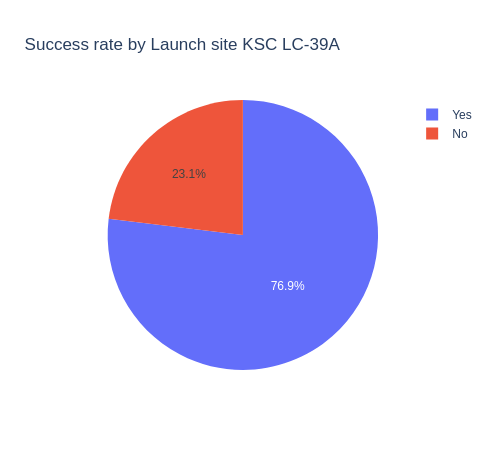 Success rate by Launch site KSC LC-39A
Yes
No
23.1%
76.9%